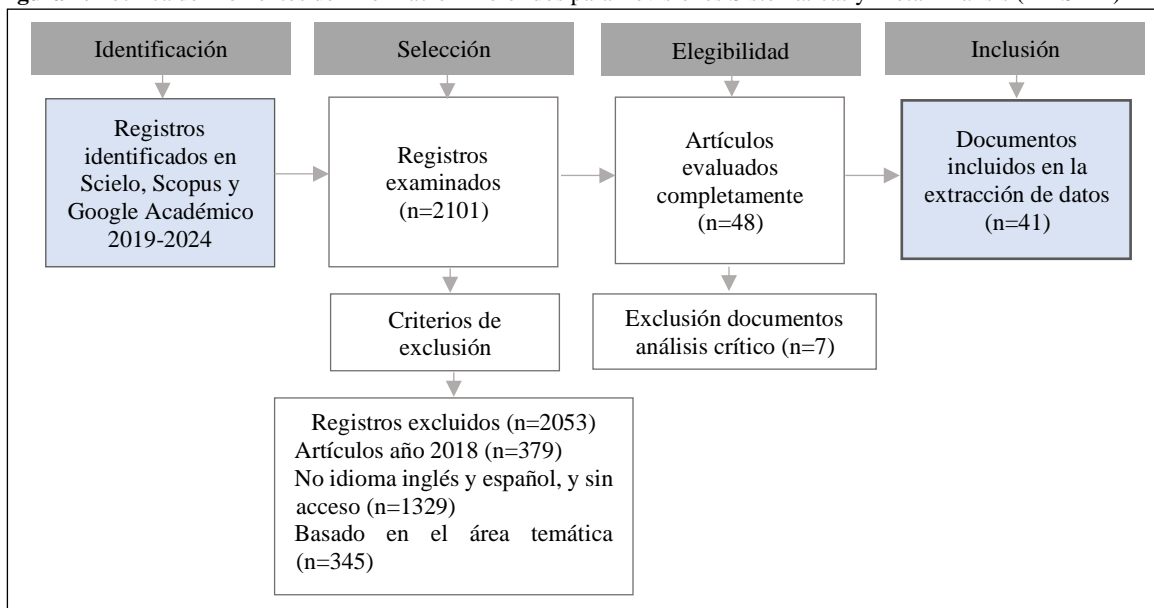 Identificación
Selección
Elegibilidad
Inclusión
Registros
identificados en
Scielo, Scopus y
Google Académico
2019-2024
Registros
examinados
(n=2101)
Artículos
evaluados
completamente
(n=48)
Documentos
incluidos en la
extracción de datos
(n=41)
Criterios de
exclusión
Exclusión documentos
análisis crítico (n=7)
Registros excluidos (n=2053)
Artículos año 2018 (n=379)
No idioma inglés y español, y sin
acceso (n=1329)
Basado en el área temática
(n=345)